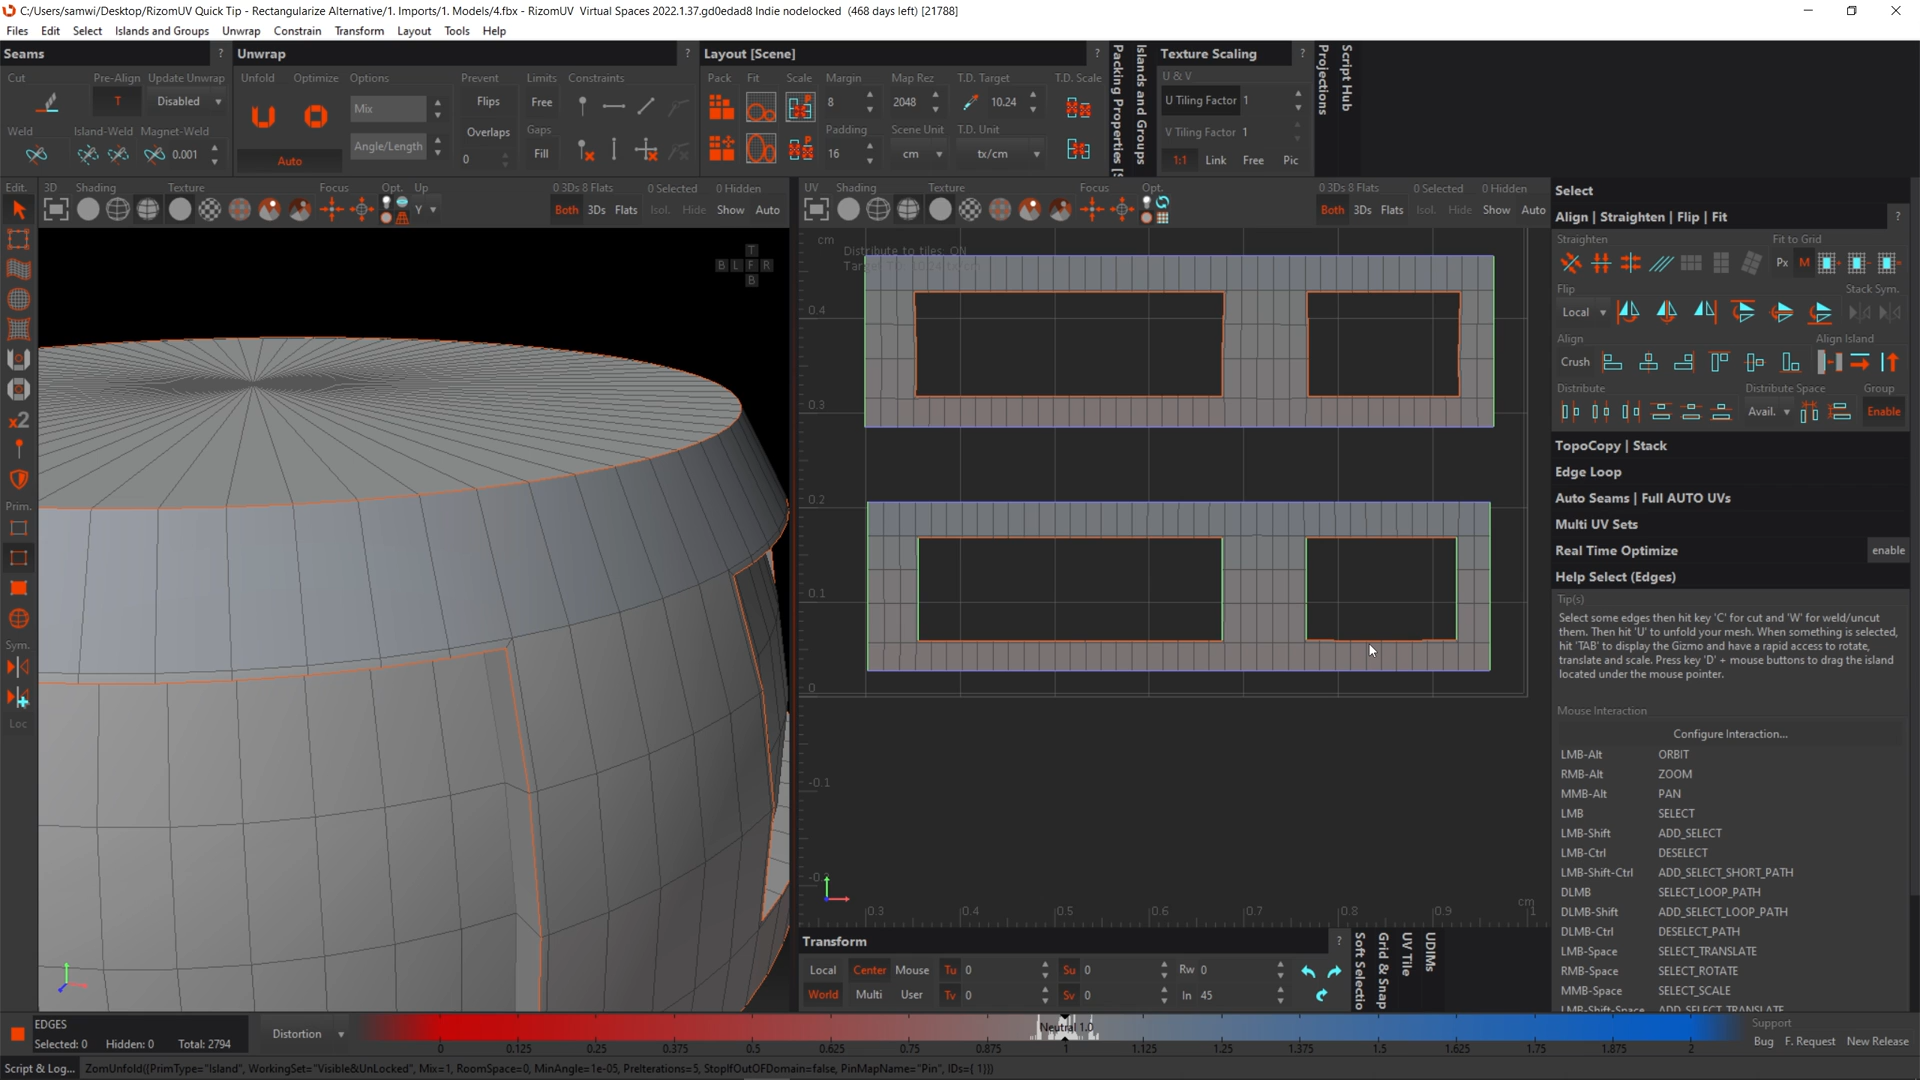 C:/Users/samwi/Desktop/RizomUV Quick Tip - Rectangularize Alternative/1. Imports/1. Models/4.fbx - RizomUV  Virtual Spaces 2022.1.37.gd0edad8 Indie nodelocked  (468 days left) [21788]
Files Edit Select Islands and Groups Unwrap Constrain Transform Layout Tools Help
Seams ? Unwrap ? Layout [Scene] ? Texture Scaling ?
Packing Properties [S
Islands and Groups
Projections
Script Hub
Cut Pre-Align Update Unwrap Unfold Optimize Options Prevent Limits Constraints Pack Fit Scale Margin Map Rez T.D. Target T.D. Scale U & V
T Disabled Mix Flips Free 8 2048 10.24 U Tiling Factor 1
Weld Island-Weld Magnet-Weld Overlaps Gaps Padding Scene Unit T.D. Unit V Tiling Factor 1
0.001 Auto Angle/Length 0 Fill 16 cm tx/cm 1:1 Link Free Pic
Edit. 3D Shading Texture Focus Opt. Up 0 3Ds 8 Flats 0 Selected 0 Hidden UV Shading Texture Focus Opt. 0 3Ds 8 Flats 0 Selected 0 Hidden
Y Both 3Ds Flats Isol. Hide Show Auto Both 3Ds Flats Isol. Hide Show Auto
cm Distribute to tiles: ON
T
B L F R
B
0.4
0.3
0.2
0.1
0
-0.1
0.3 0.4 0.5 0.6 0.7 0.8 0.9 1
cm
x2
Prim.
Sym.
Loc
Select
Align | Straighten | Flip | Fit ?
Straighten Fit to Grid
Px M
Flip Stack Sym.
Local
Align Align Island
Crush
Distribute Distribute Space Group
Avail. Enable
TopoCopy | Stack
Edge Loop
Auto Seams | Full AUTO UVs
Multi UV Sets
Real Time Optimize enable
Help Select (Edges)
Tip(s)
Select some edges then hit key 'C' for cut and 'W' for weld/uncut
them. Then hit 'U' to unfold your mesh. When something is selected,
hit 'TAB' to display the Gizmo and have a rapid access to rotate,
translate and scale. Press key 'D' + mouse buttons to drag the island
located under the mouse pointer.
Mouse Interaction
Configure Interaction...
LMB-Alt ORBIT
RMB-Alt ZOOM
MMB-Alt PAN
LMB SELECT
LMB-Shift ADD_SELECT
LMB-Ctrl DESELECT
LMB-Shift-Ctrl ADD_SELECT_SHORT_PATH
DLMB SELECT_LOOP_PATH
DLMB-Shift ADD_SELECT_LOOP_PATH
DLMB-Ctrl DESELECT_PATH
LMB-Space SELECT_TRANSLATE
RMB-Space SELECT_ROTATE
MMB-Space SELECT_SCALE
LMB-Shift-Space ADD_SELECT_TRANSLATE
Transform ?
Local Center Mouse Tu 0 Su 0 Rw 0
World Multi User Tv 0 Sv 0 In 45
Soft Selectio
Grid & Snap
UV Tile
UDIMs
EDGES
Selected: 0 Hidden: 0 Total: 2794
Distortion
Neutral 1.0
0 0.125 0.25 0.375 0.5 0.625 0.75 0.875 1 1.125 1.25 1.375 1.5 1.625 1.75 1.875 2
Support
Bug F. Request New Release
Script & Log... ZomUnfold({PrimType="Island", WorkingSet="Visible&UnLocked", Mix=1, RoomSpace=0, MinAngle=1e-05, PreIterations=5, StopIfOutOFDomain=false, PinMapName="Pin", IDs={ 1}})